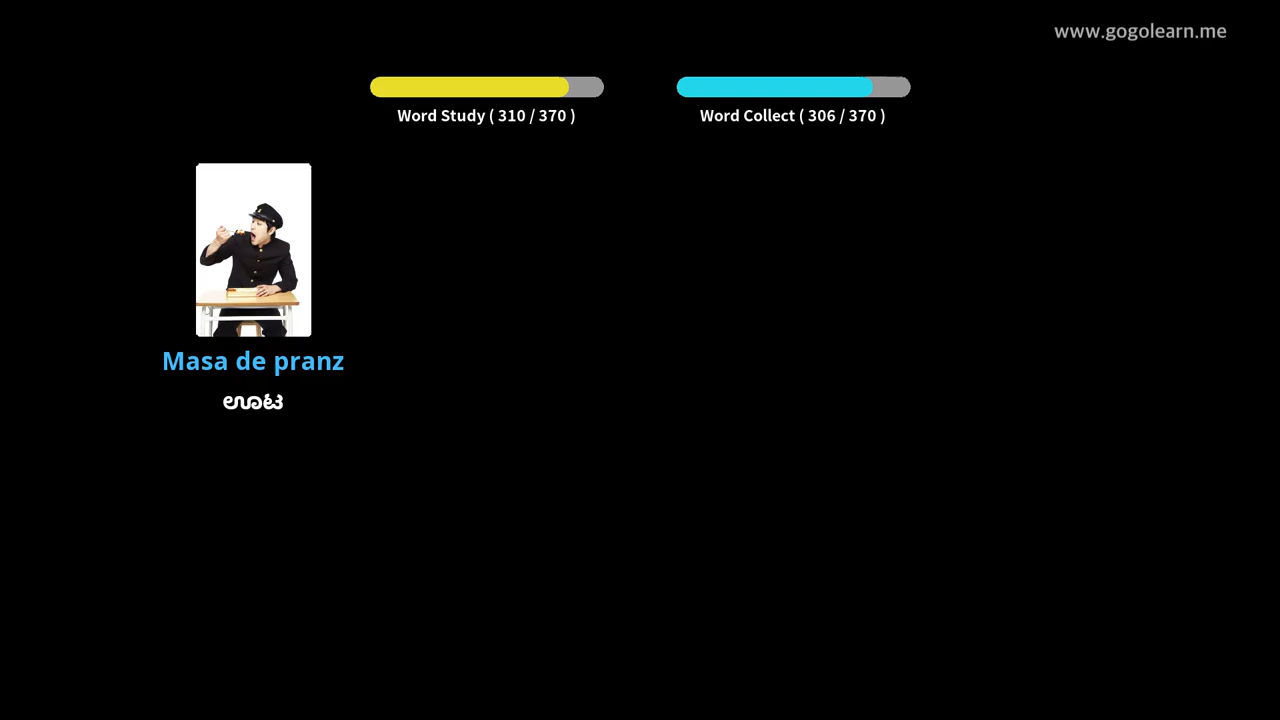 www.gogolearn.me
Word Study ( 310 / 370 )
Word Collect ( 306 / 370 )
Masa de pranz
ಊಟ